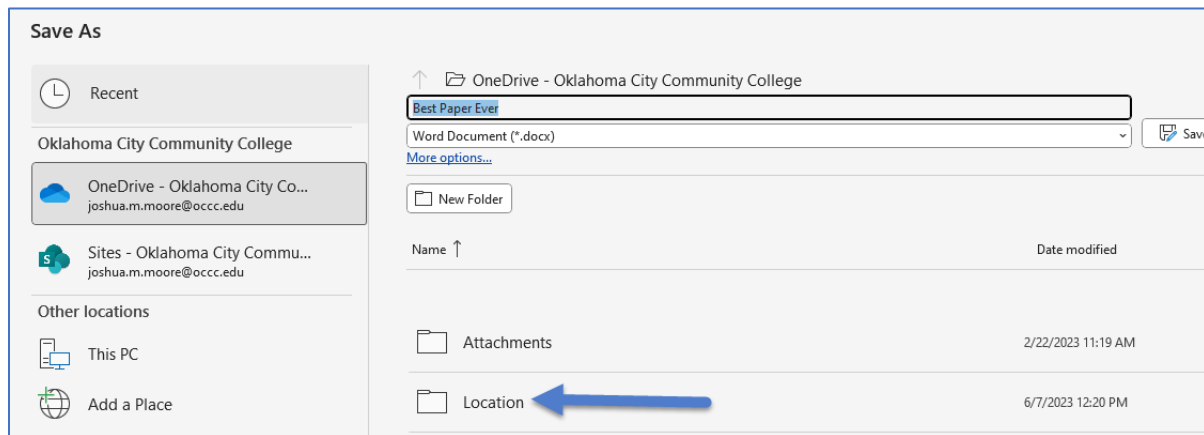 Save As
Recent
Oklahoma City Community College
OneDrive - Oklahoma City Co...
joshua.m.moore@occc.edu
Sites - Oklahoma City Commu...
joshua.m.moore@occc.edu
Other locations
This PC
Add a Place
OneDrive - Oklahoma City Community College
Best Paper Ever
Word Document (*.docx)
Save
More options...
New Folder
Name ↑ Date modified
Attachments 2/22/2023 11:19 AM
Location 6/7/2023 12:20 PM